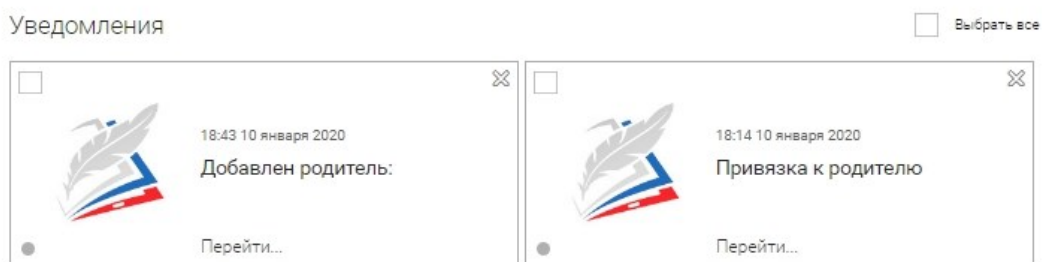 Уведомления
Выбрать все
18:43 10 января 2020
Добавлен родитель:
Перейти...
18:14 10 января 2020
Привязка к родителю
Перейти...